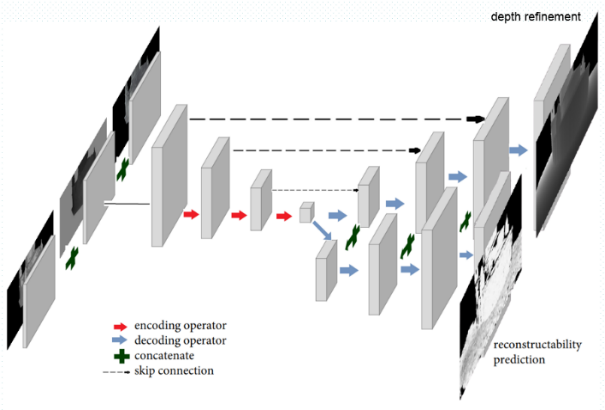 depth refinement
encoding operator
decoding operator
concatenate
skip connection
reconstructability
prediction